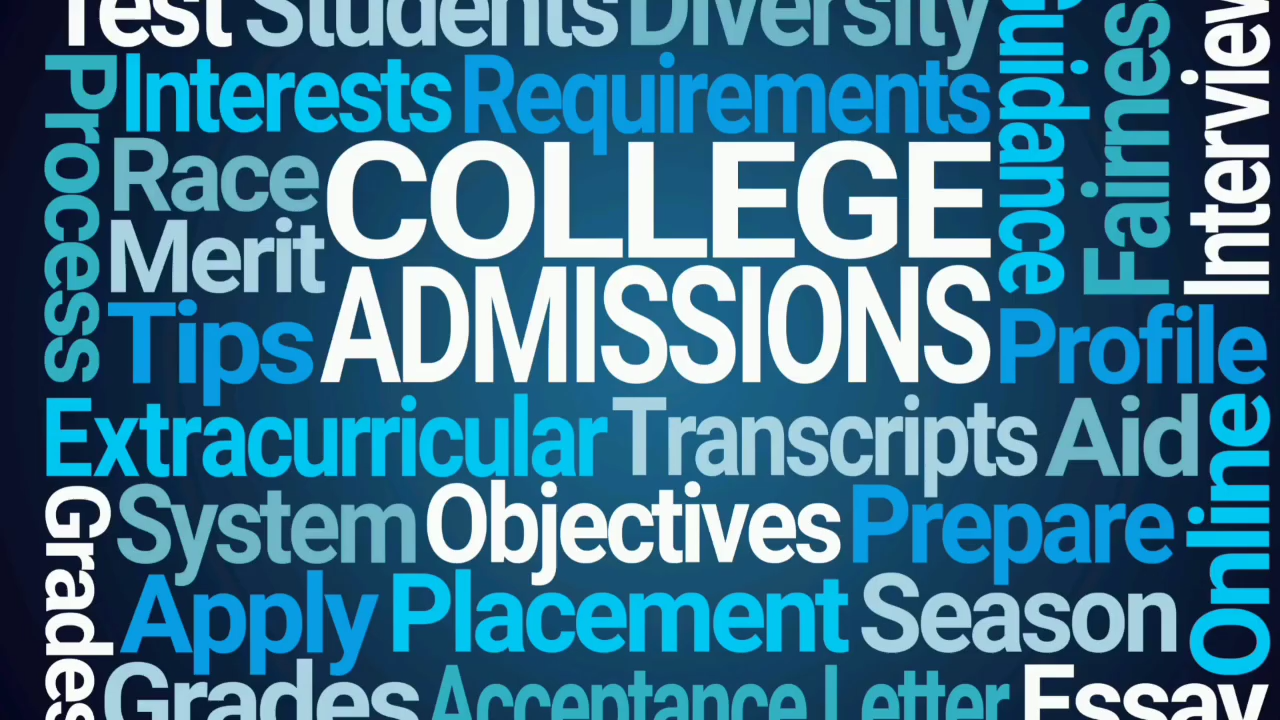 Test Students Diversity
Process
Interests Requirements
Guidance
Fairness
Interview
Race
Merit
Tips
COLLEGE
ADMISSIONS
Profile
Extracurricular Transcripts Aid
Online
Grades
System Objectives Prepare
Apply Placement Season
Grades Acceptance Letter Essay